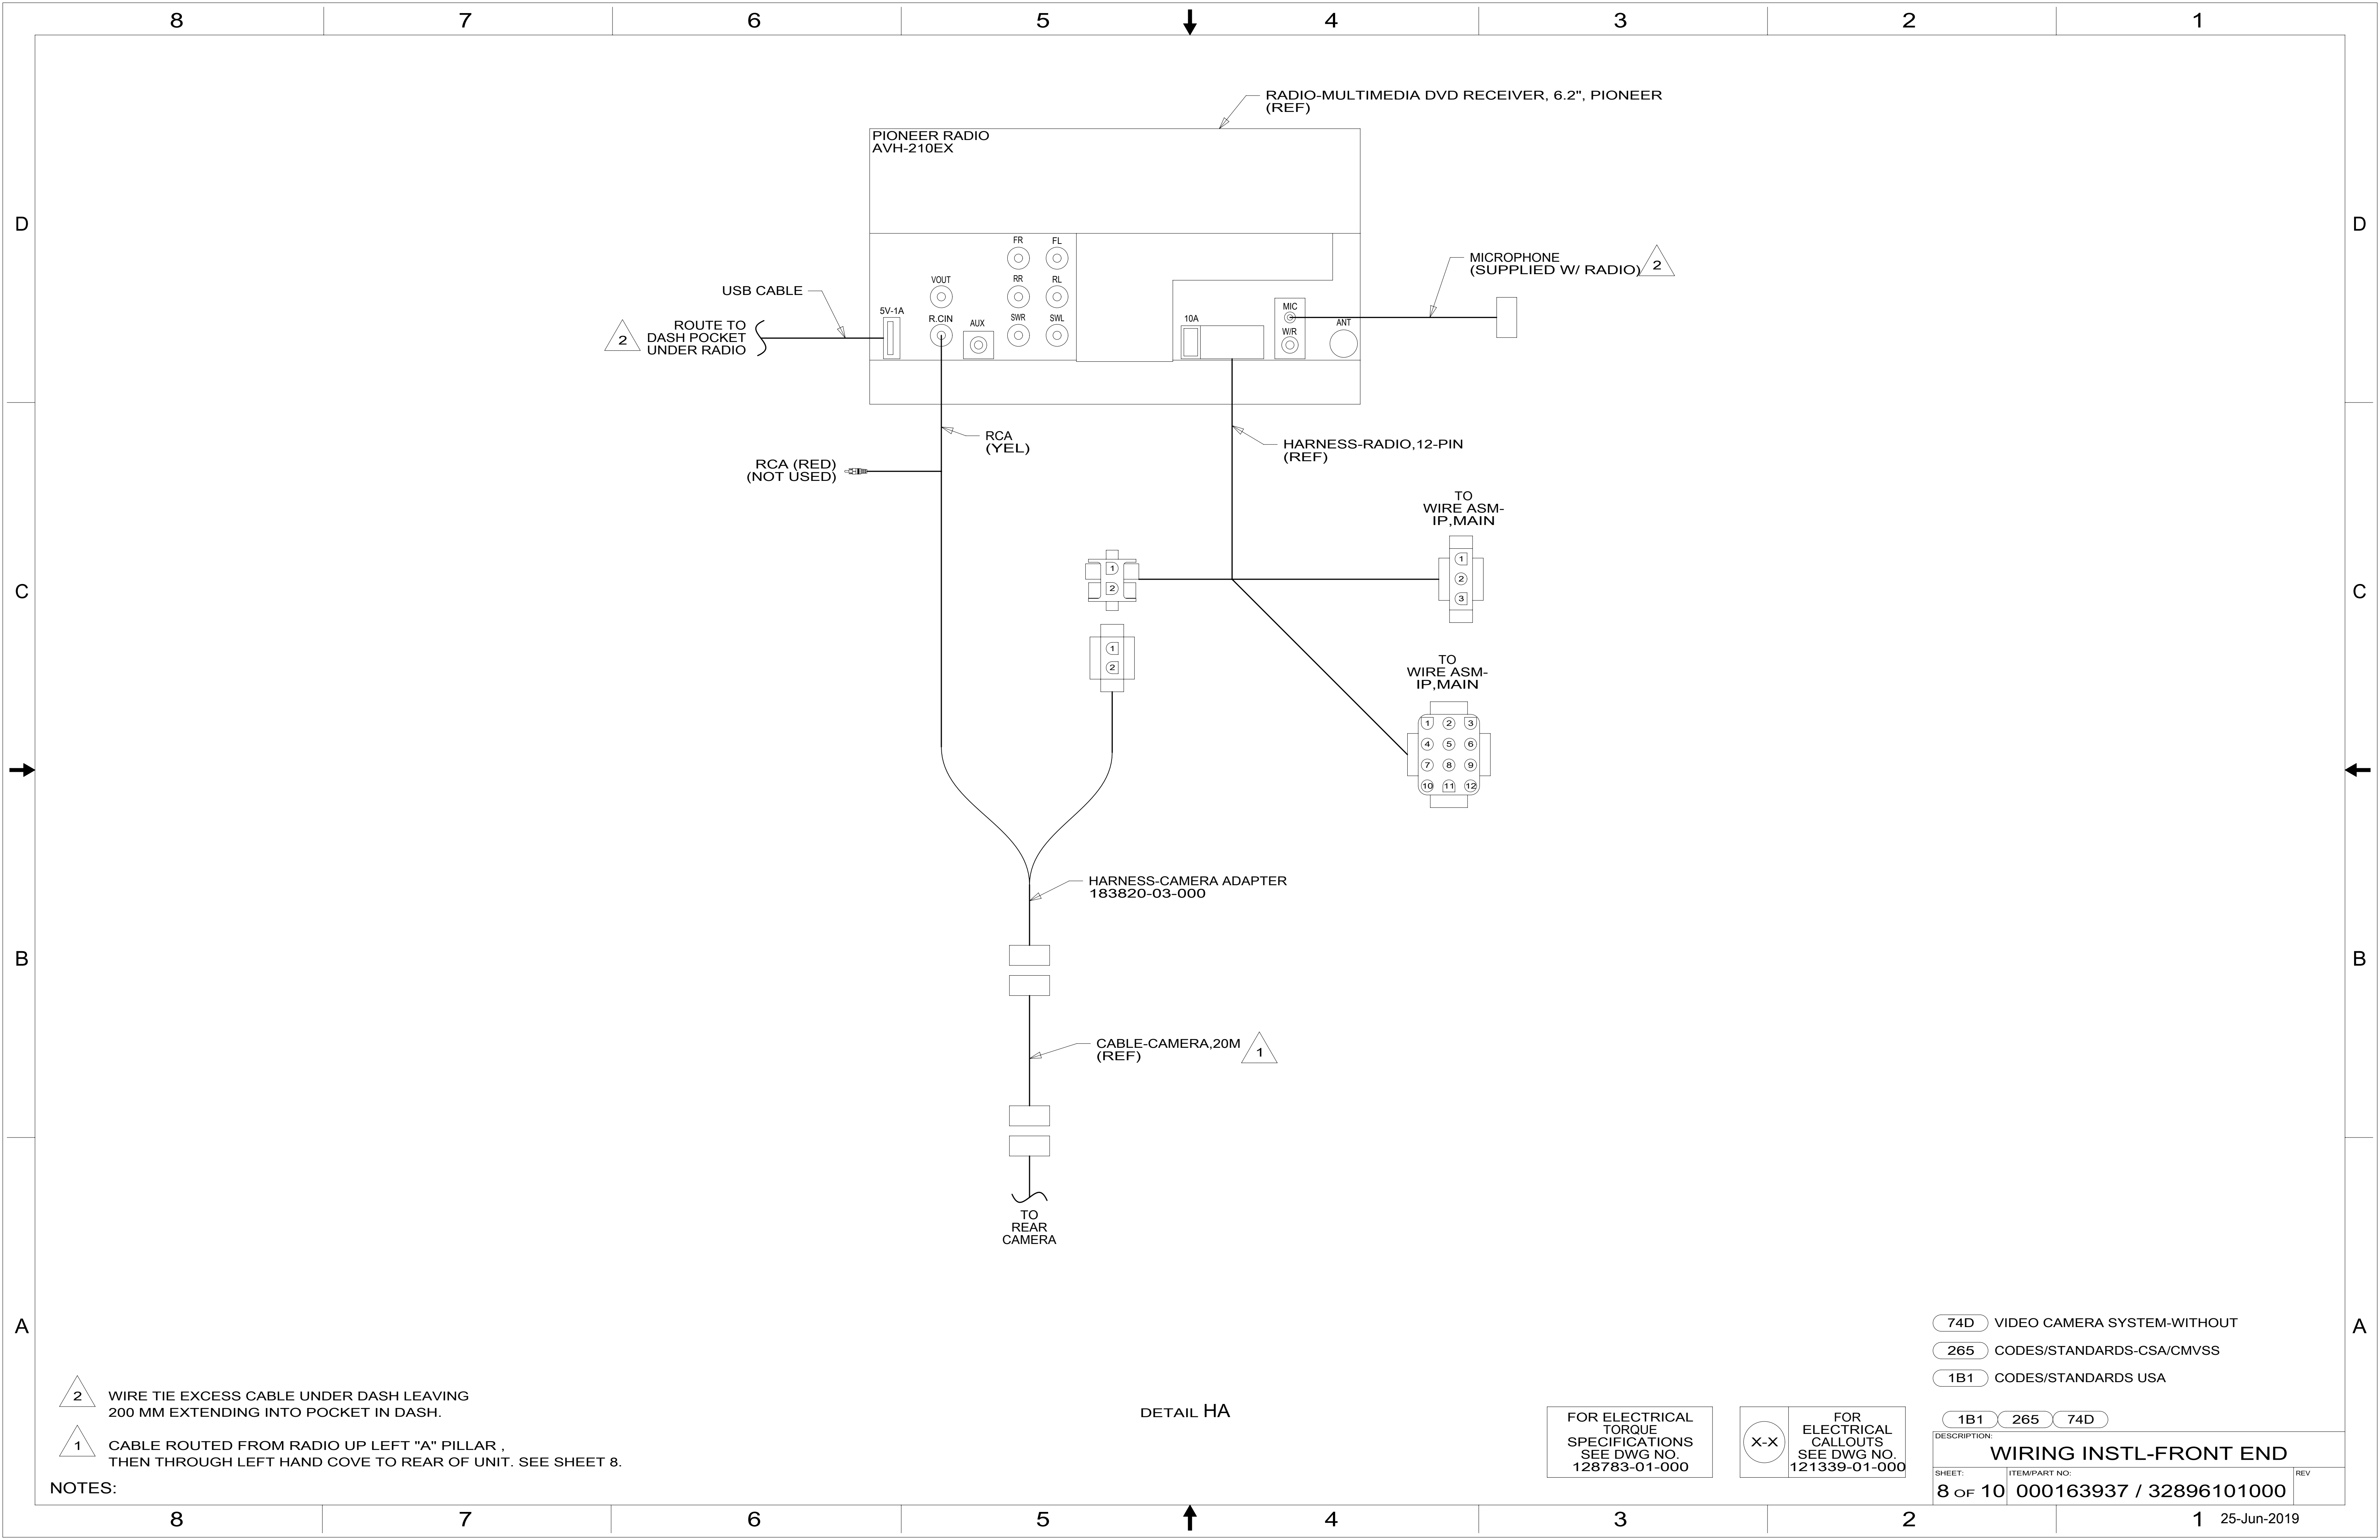 8 7 6 5 4 3 2 1
RADIO-MULTIMEDIA DVD RECEIVER, 6.2", PIONEER
(REF)
PIONEER RADIO
AVH-210EX
D D
FR FL
VOUT RR RL
5V-1A R.CIN AUX SWR SWL
10A MIC
W/R ANT
MICROPHONE
(SUPPLIED W/ RADIO) 2
USB CABLE
2 ROUTE TO
DASH POCKET
UNDER RADIO
RCA
(YEL)
RCA (RED)
(NOT USED)
HARNESS-RADIO,12-PIN
(REF)
TO
WIRE ASM-
IP,MAIN
1
2
3
1
2
C C
1
2
TO
WIRE ASM-
IP,MAIN
1 2 3
4 5 6
7 8 9
10 11 12
HARNESS-CAMERA ADAPTER
183820-03-000
B B
CABLE-CAMERA,20M 1
(REF)
TO
REAR
CAMERA
A A
74D VIDEO CAMERA SYSTEM-WITHOUT
265 CODES/STANDARDS-CSA/CMVSS
1B1 CODES/STANDARDS USA
1B1 265 74D
2 WIRE TIE EXCESS CABLE UNDER DASH LEAVING
200 MM EXTENDING INTO POCKET IN DASH.
1 CABLE ROUTED FROM RADIO UP LEFT "A" PILLAR ,
THEN THROUGH LEFT HAND COVE TO REAR OF UNIT. SEE SHEET 8.
NOTES:
DETAIL HA
FOR ELECTRICAL
TORQUE
SPECIFICATIONS
SEE DWG NO.
128783-01-000
X-X
FOR
ELECTRICAL
CALLOUTS
SEE DWG NO.
121339-01-000
DESCRIPTION:
WIRING INSTL-FRONT END
SHEET: ITEM/PART NO: REV
8 OF 10 000163937 / 32896101000
8 7 6 5 4 3 2 1 25-Jun-2019